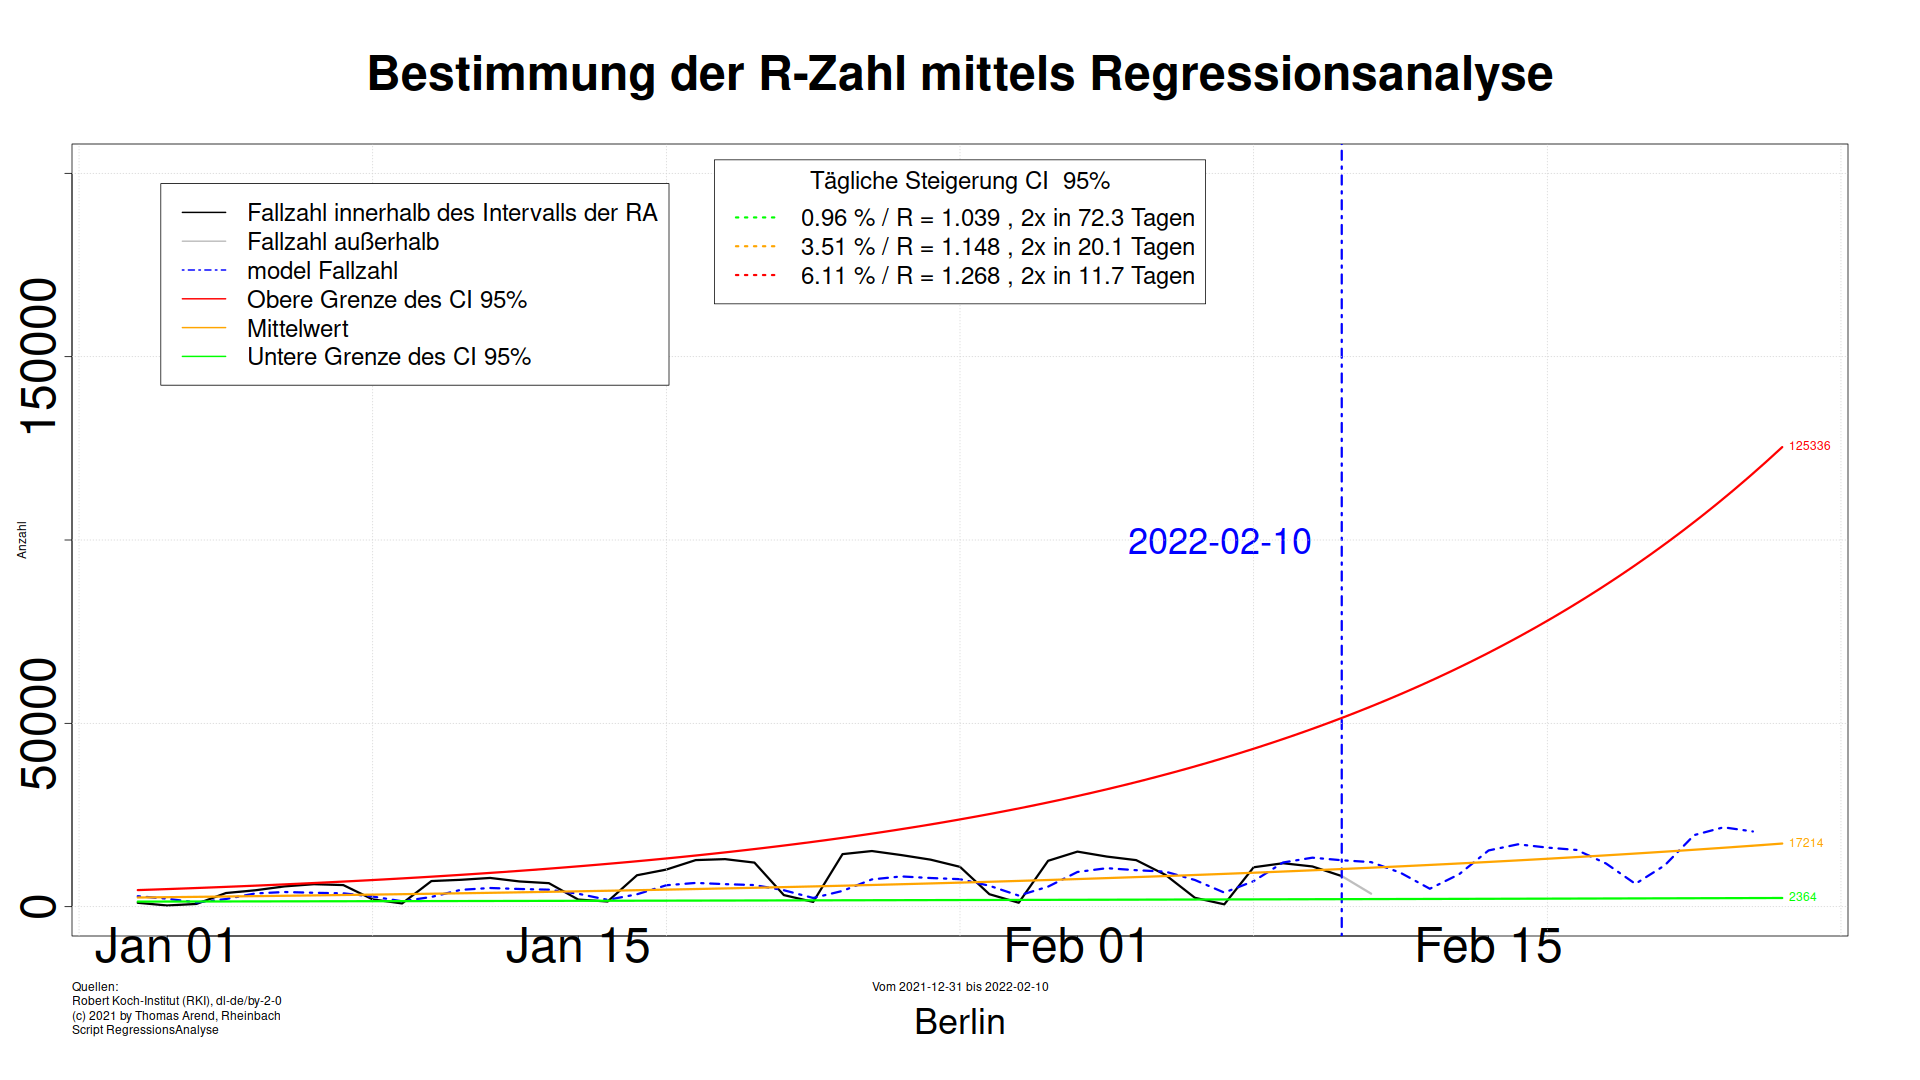 Bestimmung der R-Zahl mittels Regressionsanalyse
Fallzahl innerhalb des Intervalls der RA
Fallzahl außerhalb
model Fallzahl
Obere Grenze des CI 95%
Mittelwert
Untere Grenze des CI 95%
Tägliche Steigerung CI  95%
0.96 % / R = 1.039 , 2x in 72.3 Tagen
3.51 % / R = 1.148 , 2x in 20.1 Tagen
6.11 % / R = 1.268 , 2x in 11.7 Tagen
150000
50000
0
Anzahl
2022-02-10
125336
17214
2364
Jan 01
Jan 15
Feb 01
Feb 15
Quellen:
Robert Koch-Institut (RKI), dl-de/by-2-0
(c) 2021 by Thomas Arend, Rheinbach
Script RegressionsAnalyse
Vom 2021-12-31 bis 2022-02-10
Berlin